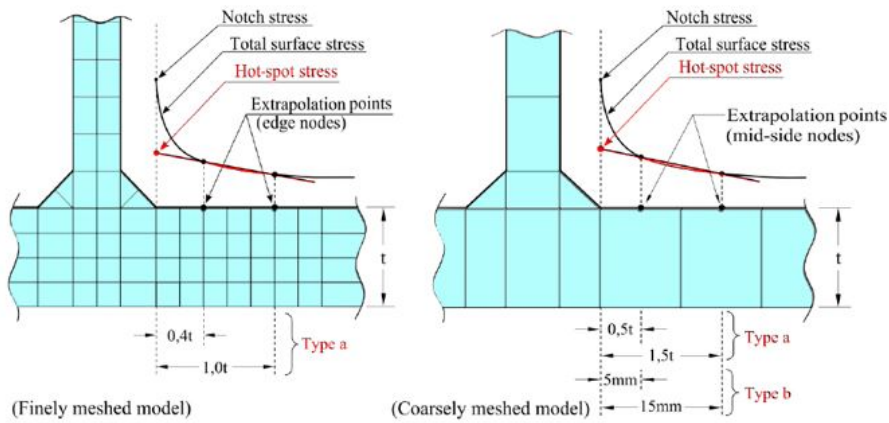 Notch stress
Total surface stress
Hot-spot stress
Extrapolation points
(edge nodes)
t
0,4t
1,0t
Type a
(Finely meshed model)
Notch stress
Total surface stress
Hot-spot stress
Extrapolation points
(mid-side nodes)
t
0,5t
1,5t
Type a
5mm
15mm
Type b
(Coarsely meshed model)